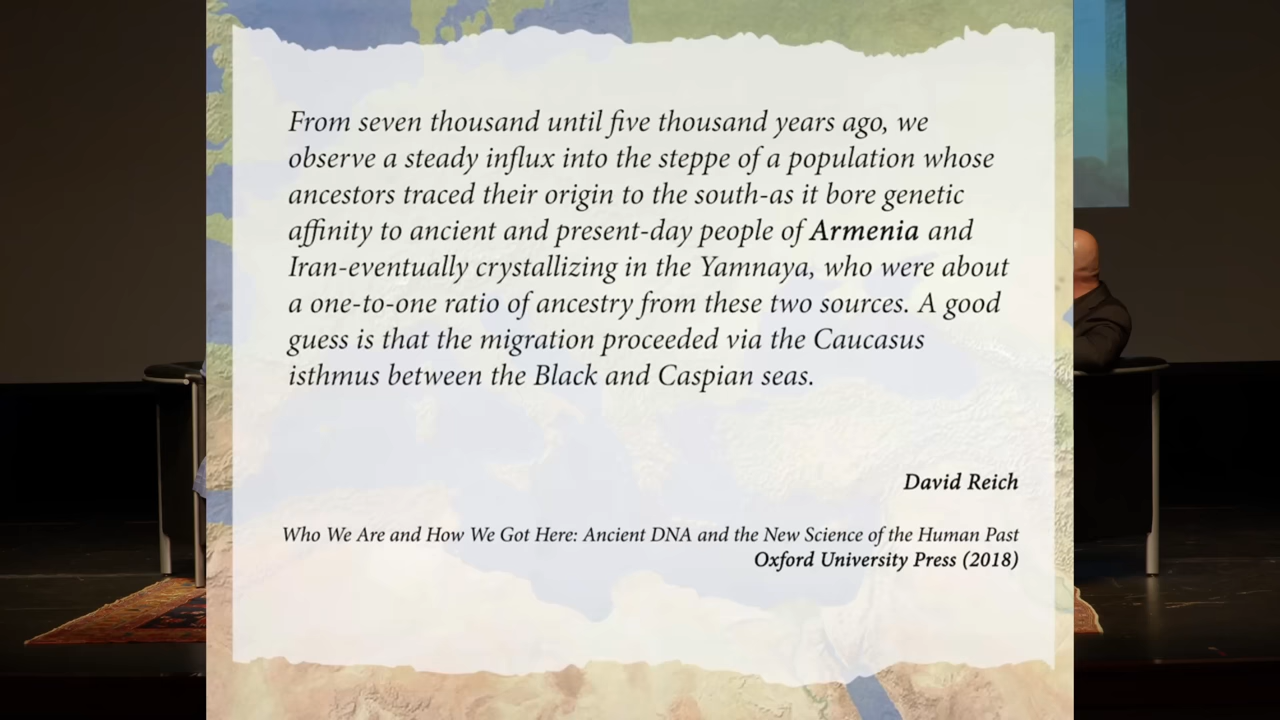 From seven thousand until five thousand years ago, we
observe a steady influx into the steppe of a population whose
ancestors traced their origin to the south-as it bore genetic
affinity to ancient and present-day people of Armenia and
Iran-eventually crystallizing in the Yamnaya, who were about
a one-to-one ratio of ancestry from these two sources. A good
guess is that the migration proceeded via the Caucasus
isthmus between the Black and Caspian seas.
David Reich
Who We Are and How We Got Here: Ancient DNA and the New Science of the Human Past
Oxford University Press (2018)